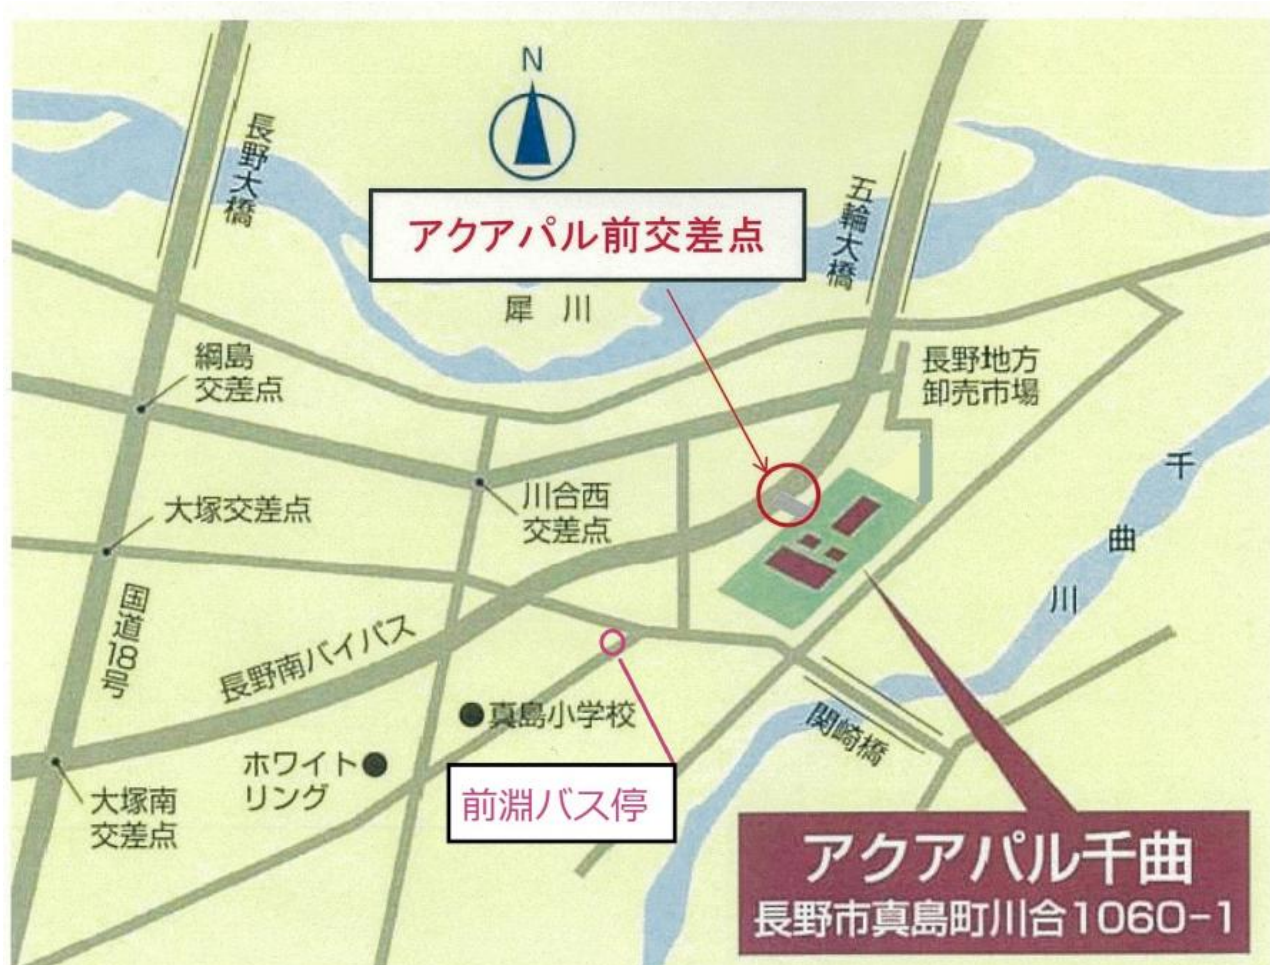 N
長野大橋
アクアパル前交差点
五輪大橋
犀川
綱島
交差点
長野地方
卸売市場
大塚交差点
川合西
交差点
千曲川
国道18号
長野南バイパス
真島小学校
関崎橋
ホワイト
リング
前淵バス停
大塚南
交差点
アクアパル千曲
長野市真島町川合1060-1